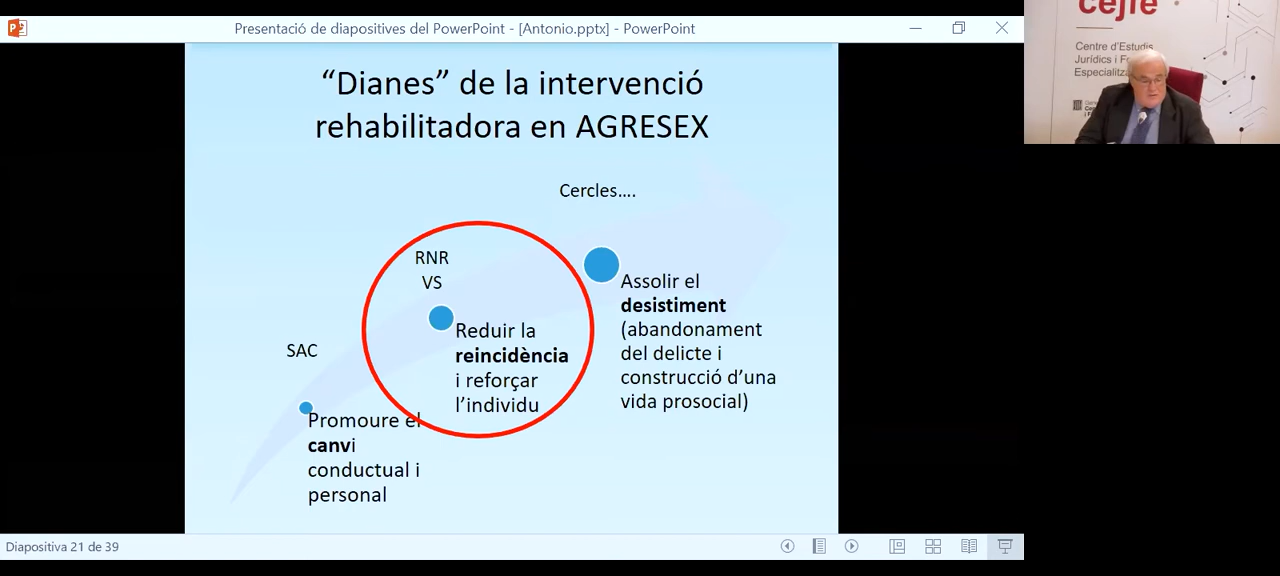 Presentació de diapositives del PowerPoint - [Antonio.pptx] - PowerPoint
“Dianes” de la intervenció
rehabilitadora en AGRESEX
Cercles....
RNR
VS
Assolir el
desistiment
(abandonament
del delicte i
construcció d’una
vida prosocial)
Reduir la
reincidència
i reforçar
l’individu
SAC
Promoure el
canvi
conductual i
personal
Diapositiva 21 de 39
cejfe
Centre d’Estudis
Jurídics i
Especialitz